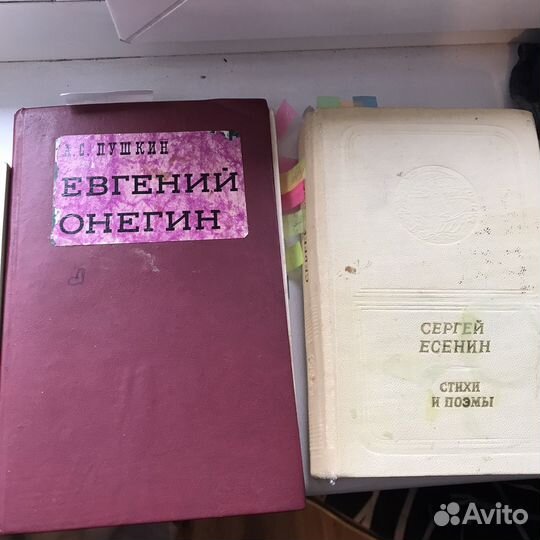 А.С. ПУШКИН
ЕВГЕНИЙ
ОНЕГИН
СЕРГЕЙ
ЕСЕНИН
СТИХИ
И ПОЭМЫ
Avito